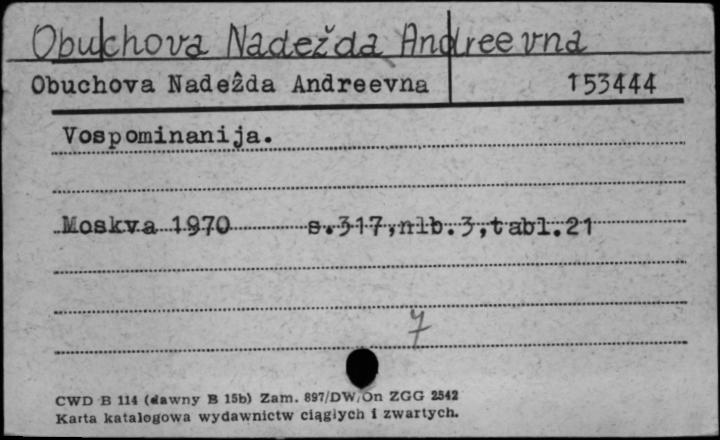 Obuchova Nadežda Andreevna
Obuchova Nadežda Andreevna 153444
Vospominanija.
Moskva 1970 s.317,nlb.3,tabl.21
7
CWD B 114 (dawny B 15b) Zam. 897/DW/On ZGG 2542
Karta katalogowa wydawnictw ciągłych i zwartych.